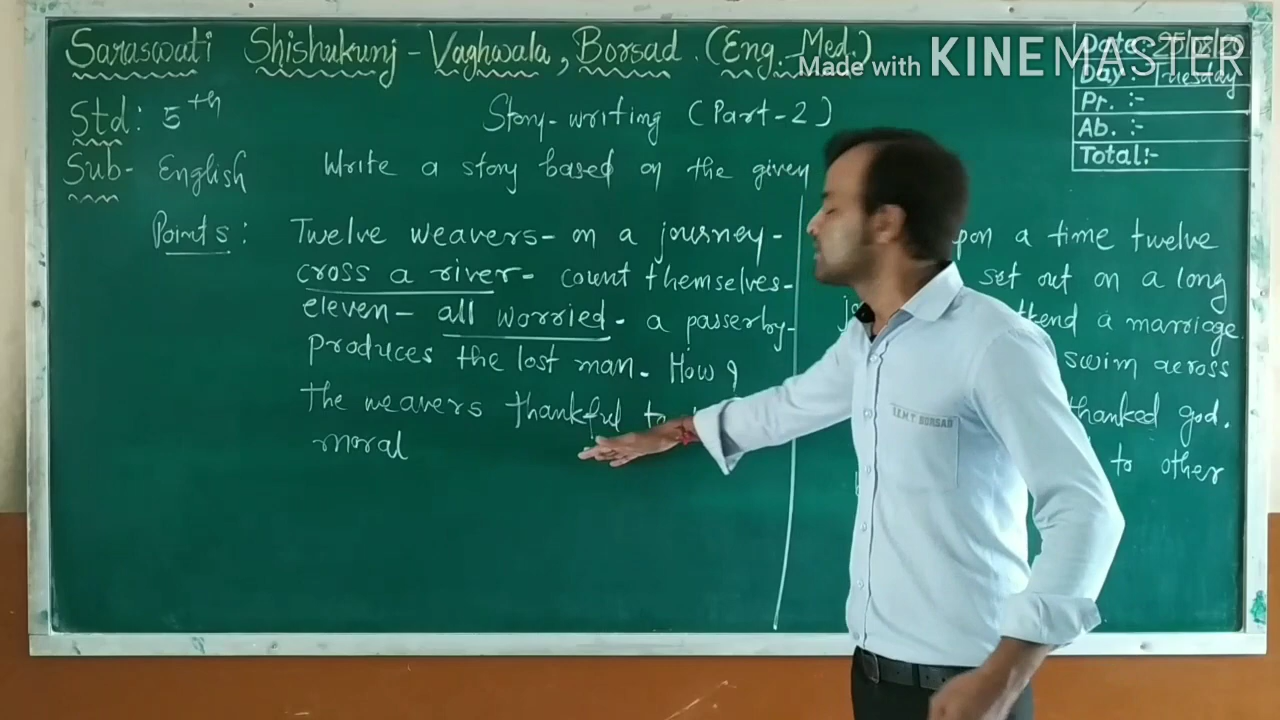 Saraswati Shishukunj - Vaghwala, Borsad. (Eng. Med.)
Made with KINEMASTER
Date:
Day:- Tuesday
Pr. :-
Ab. :-
Total:-
Std: 5th
Story-writing (Part-2)
Sub- English
Write a story based on the given
Points:
Twelve weavers- on a journey-
cross a river- count themselves-
eleven- all worried- a passerby-
produces the lost man- How?
The weavers thankful to
moral
a time twelve
set out on a long
a marriage.
swim across
thanked god.
to other
I.E.M.T BORSAD